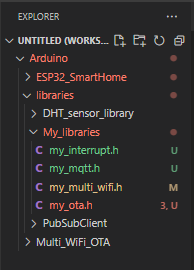 EXPLORER
UNTITLED (WORKS...
Arduino
ESP32_SmartHome
libraries
DHT_sensor_library
My_libraries
C my_interrupt.h U
C my_mqtt.h U
C my_multi_wifi.h M
C my_ota.h 3, U
PubSubClient
Multi_WiFi_OTA